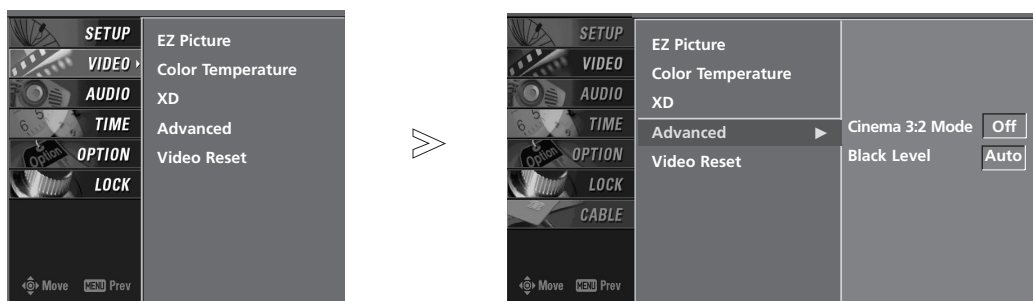 SETUP
VIDEO
AUDIO
TIME
OPTION
LOCK
EZ Picture
Color Temperature
XD
Advanced
Video Reset
Move MENU Prev
SETUP
VIDEO
AUDIO
TIME
OPTION
LOCK
CABLE
EZ Picture
Color Temperature
XD
Advanced
Video Reset
Cinema 3:2 Mode Off
Black Level Auto
Move MENU Prev